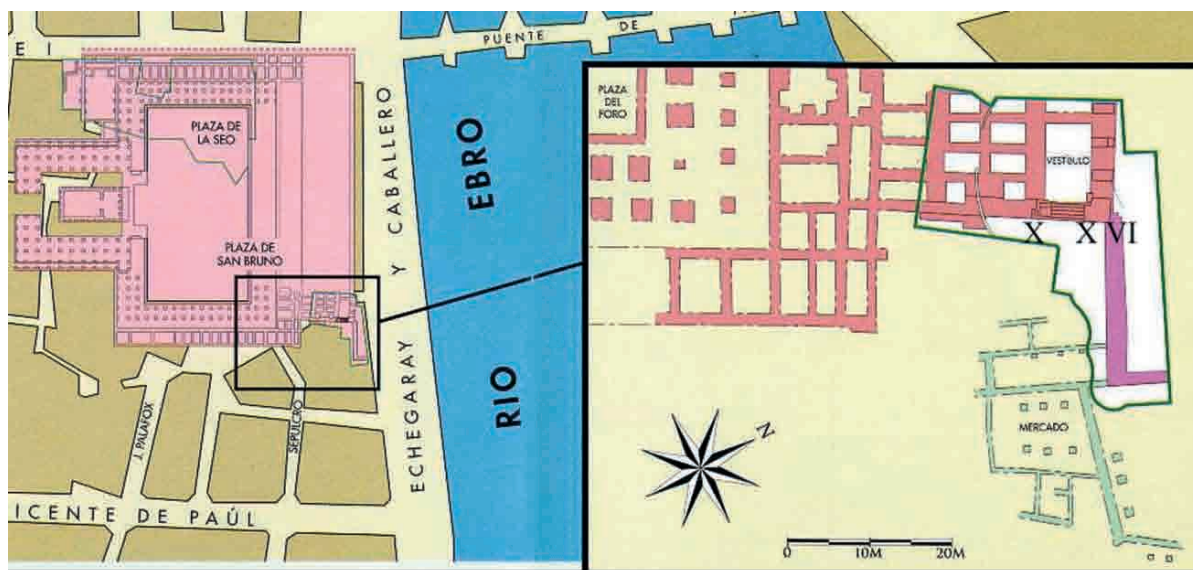 E I
PUENTE DE
PLAZA DE
LA SEO
PLAZA DE
SAN BRUNO
ECHEGARAY Y CABALLERO
EBRO
RIO
J. PALAFOX
SEPULCRO
ICENTE DE PAÚL
PLAZA
DEL
FORO
VESTÍBULO
X X VI
MERCADO
N
0 10M 20M